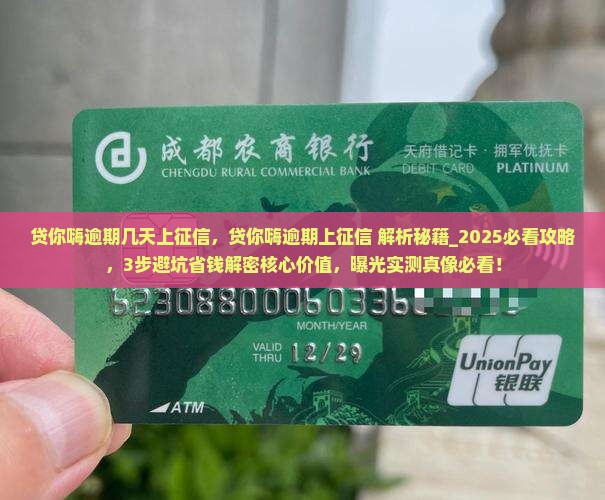 成都农商银行
CHENGDU RURAL COMMERCIAL BANK
天府借记卡·拥军优抚卡
DEBIT CARD PLATINUM
贷你嗨逾期几天上征信，贷你嗨逾期上征信 解析秘籍_2025必看攻略
，3步避坑省钱解密核心价值，曝光实测真像必看！
MONTH/YEAR
VALID THRU 12/29
UnionPay
银联
ATM